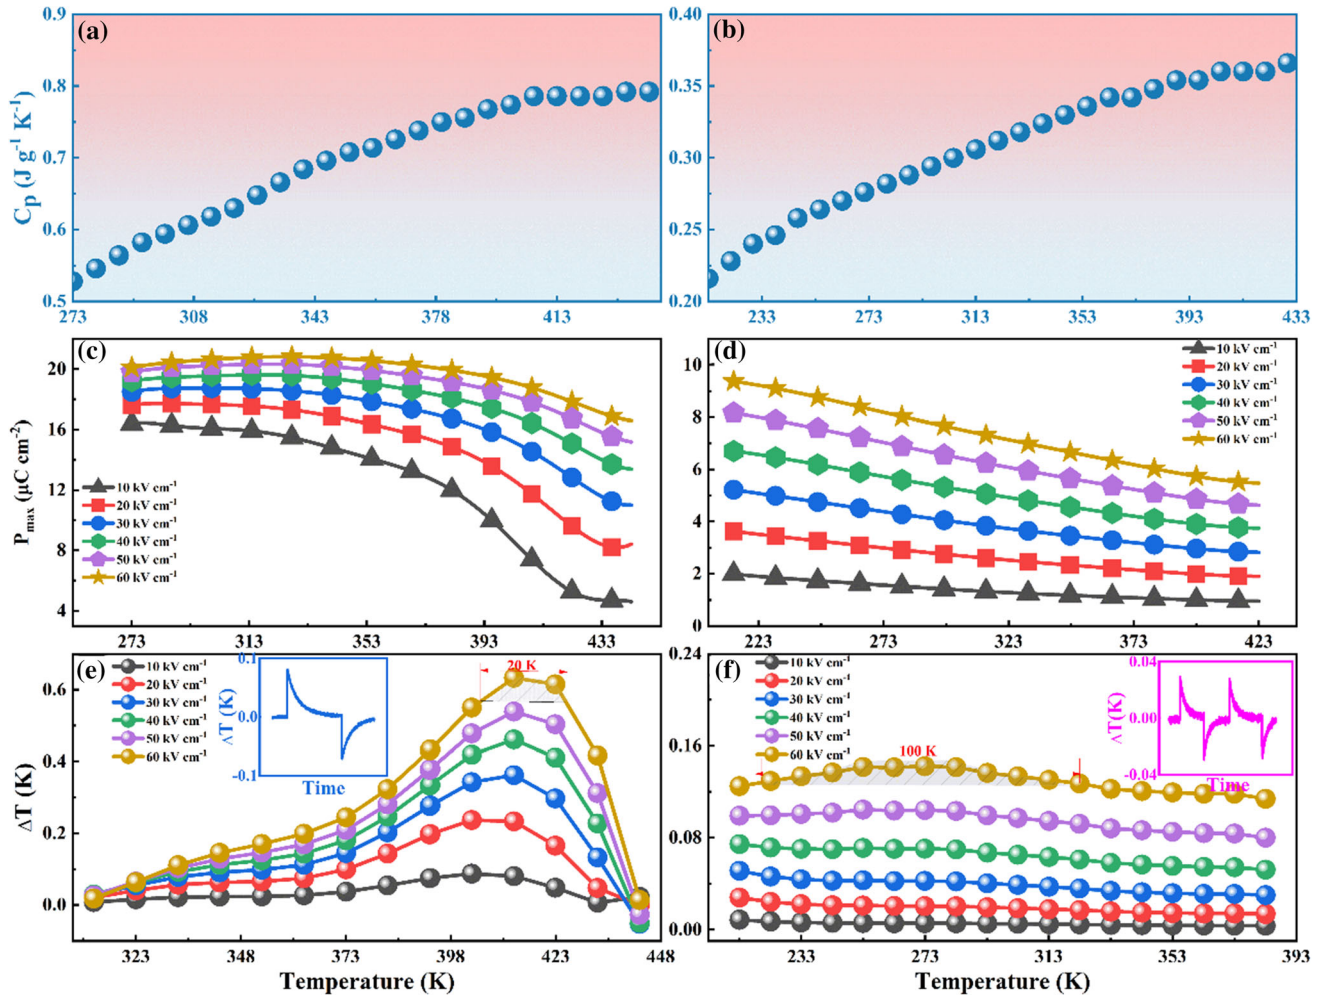 (a)
0.9
0.8
0.7
0.6
0.5
C_p (J g⁻¹ K⁻¹)
273 308 343 378 413
(b)
0.40
0.35
0.30
0.25
0.20
233 273 313 353 393 433
(c)
20
16
12
8
4
P_max (μC cm⁻²)
10 kV cm⁻¹
20 kV cm⁻¹
30 kV cm⁻¹
40 kV cm⁻¹
50 kV cm⁻¹
60 kV cm⁻¹
273 313 353 393 433
(d)
10
8
6
4
2
0
10 kV cm⁻¹
20 kV cm⁻¹
30 kV cm⁻¹
40 kV cm⁻¹
50 kV cm⁻¹
60 kV cm⁻¹
223 273 323 373 423
(e)
0.6
0.4
0.2
0.0
ΔT (K)
10 kV cm⁻¹
20 kV cm⁻¹
30 kV cm⁻¹
40 kV cm⁻¹
50 kV cm⁻¹
60 kV cm⁻¹
0.1
0.0
-0.1
ΔT (K)
Time
20 K
323 348 373 398 423 448
Temperature (K)
(f)
0.24
0.16
0.08
0.00
10 kV cm⁻¹
20 kV cm⁻¹
30 kV cm⁻¹
40 kV cm⁻¹
50 kV cm⁻¹
60 kV cm⁻¹
0.04
0.00
-0.04
ΔT(K)
Time
100 K
233 273 313 353 393
Temperature (K)